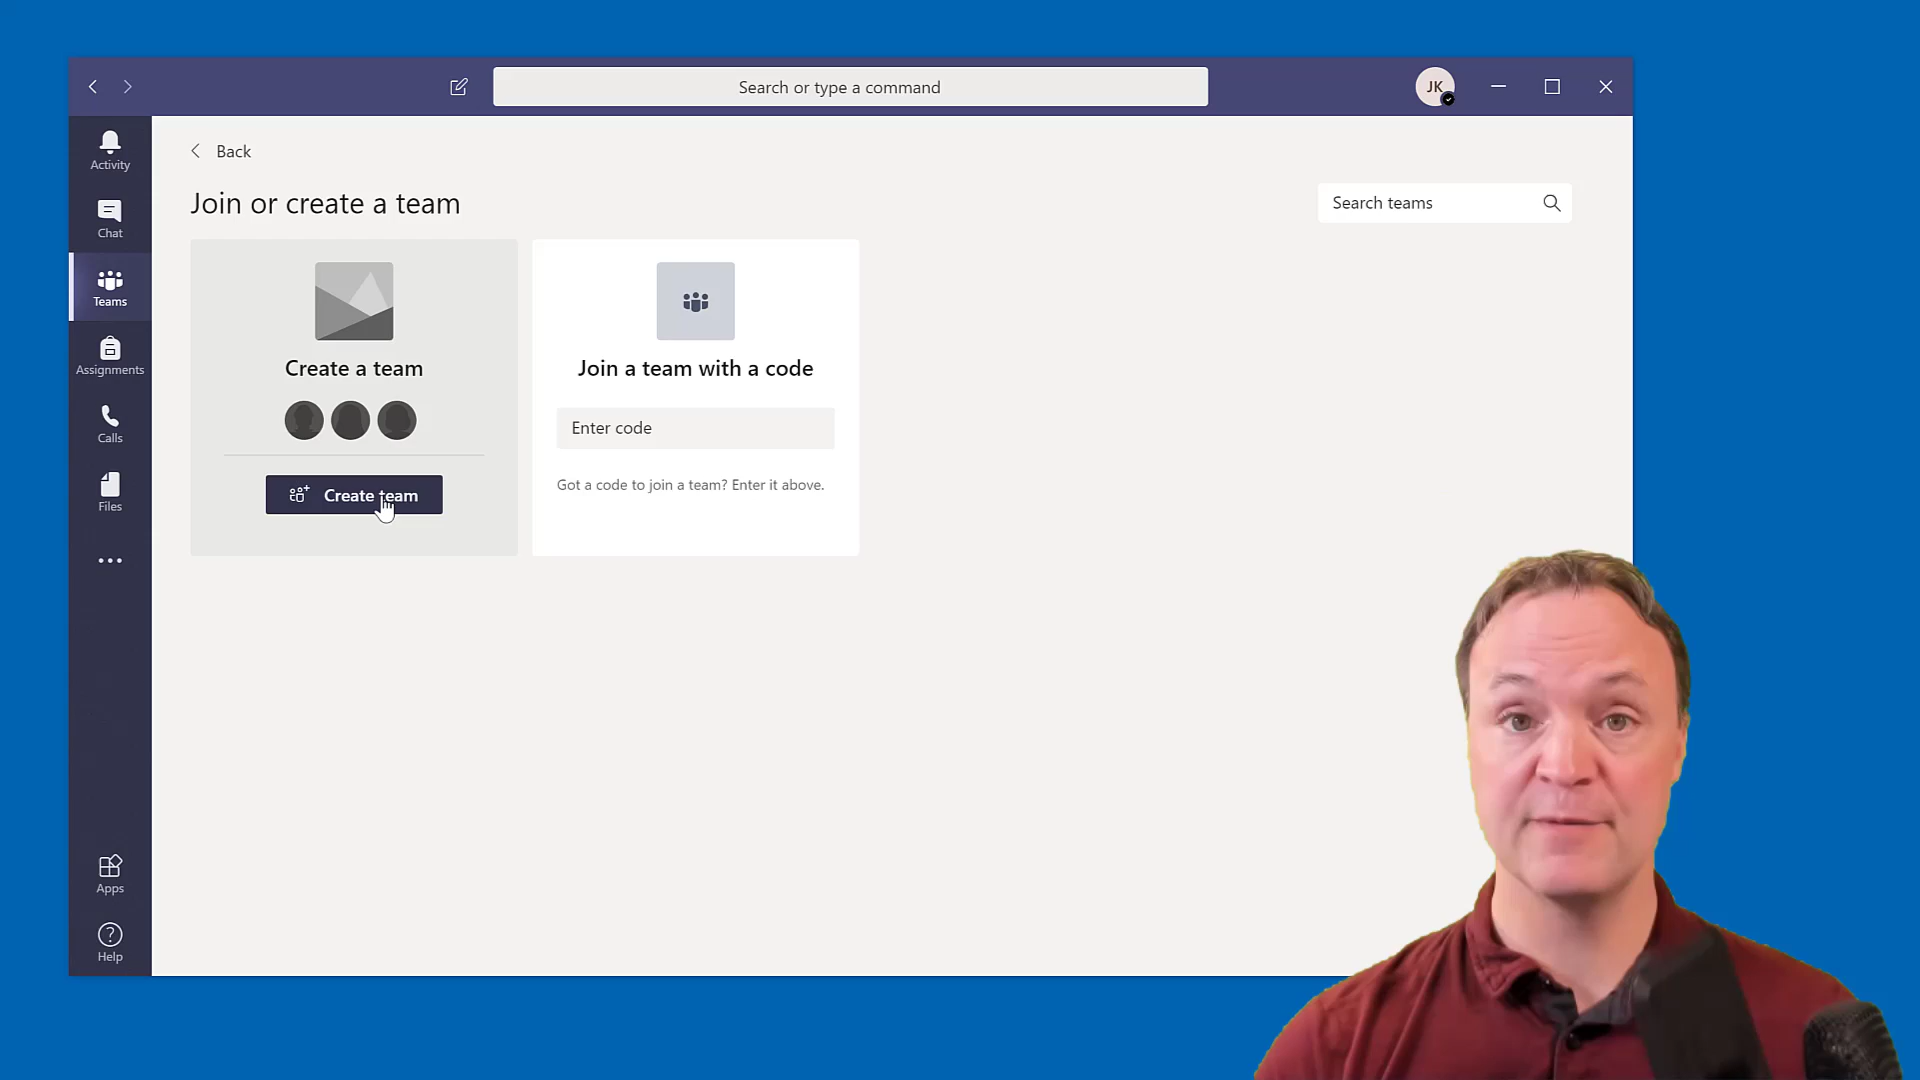 Search or type a command
JK
Activity
Chat
Teams
Assignments
Calls
Files
Apps
Help
Back
Join or create a team
Search teams
Create a team
Create team
Join a team with a code
Enter code
Got a code to join a team? Enter it above.